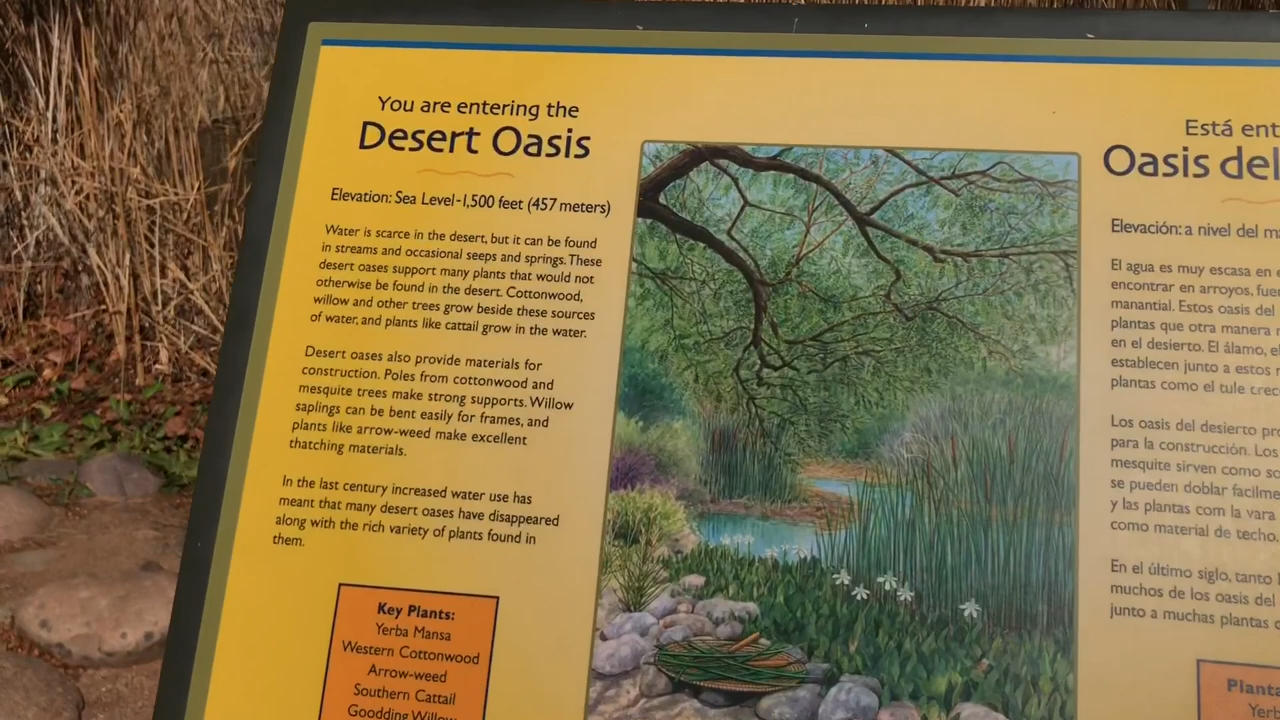 You are entering the
Desert Oasis
Elevation: Sea Level-1,500 feet (457 meters)
Water is scarce in the desert, but it can be found
in streams and occasional seeps and springs. These
desert oases support many plants that would not
otherwise be found in the desert. Cottonwood,
willow and other trees grow beside these sources
of water, and plants like cattail grow in the water.
Desert oases also provide materials for
construction. Poles from cottonwood and
mesquite trees make strong supports. Willow
saplings can be bent easily for frames, and
plants like arrow-weed make excellent
thatching materials.
In the last century increased water use has
meant that many desert oases have disappeared
along with the rich variety of plants found in
them.
Key Plants:
Yerba Mansa
Western Cottonwood
Arrow-weed
Southern Cattail
Goodding Willow
Está ent
Oasis del
Elevación: a nivel del m
El agua es muy escasa en
encontrar en arroyos, fue
manantial. Estos oasis del
plantas que otra manera
en el desierto. El álamo, e
establecen junto a estos
plantas como el tule crec
Los oasis del desierto pr
para la construcción. Los
mesquite sirven como so
se pueden doblar facilme
y las plantas com la vara
como material de techo.
En el último siglo, tanto
muchos de los oasis del
junto a muchas plantas
Planta
Yerb